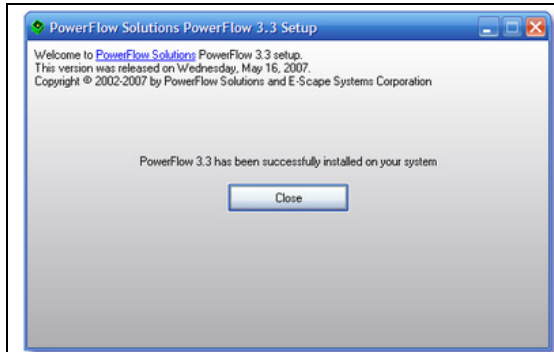 PowerFlow Solutions PowerFlow 3.3 Setup
Welcome to PowerFlow Solutions PowerFlow 3.3 setup.
This version was released on Wednesday, May 16, 2007.
Copyright © 2002-2007 by PowerFlow Solutions and E-Scape Systems Corporation
PowerFlow 3.3 has been successfully installed on your system
Close